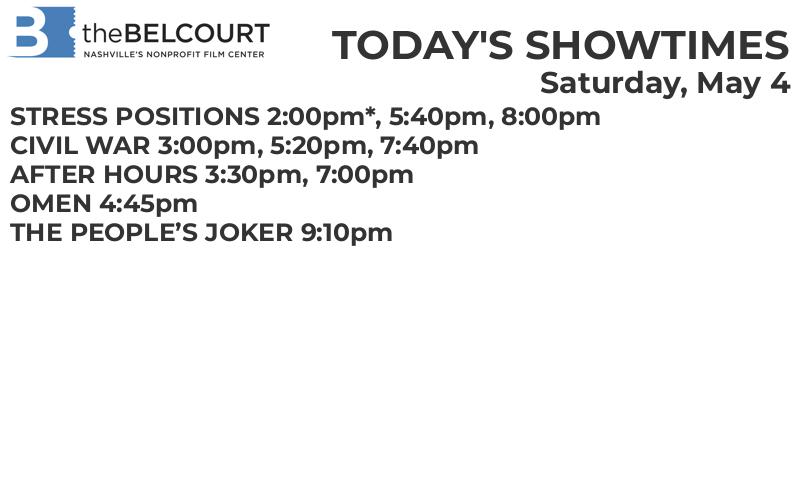 B theBELCOURT
NASHVILLE'S NONPROFIT FILM CENTER
TODAY'S SHOWTIMES
Saturday, May 4
STRESS POSITIONS 2:00pm*, 5:40pm, 8:00pm
CIVIL WAR 3:00pm, 5:20pm, 7:40pm
AFTER HOURS 3:30pm, 7:00pm
OMEN 4:45pm
THE PEOPLE’S JOKER 9:10pm